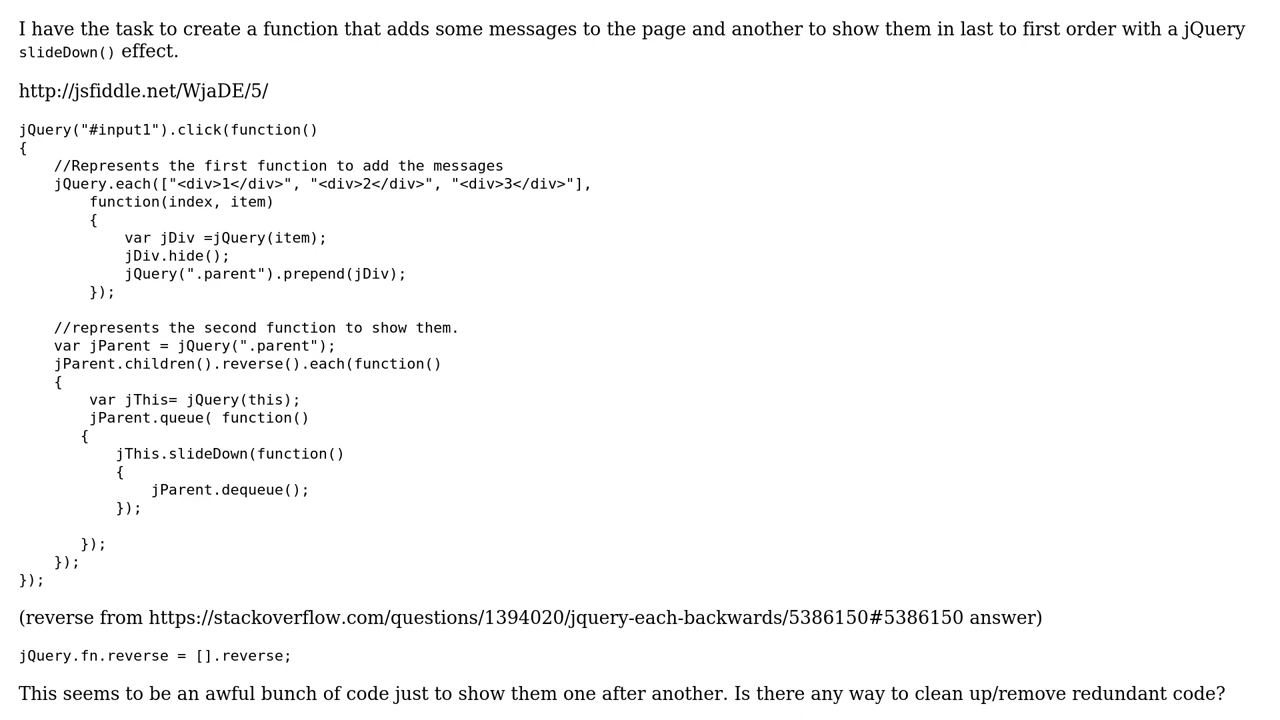 I have the task to create a function that adds some messages to the page and another to show them in last to first order with a jQuery
slideDown() effect.
http://jsfiddle.net/WjaDE/5/
jQuery("#input1").click(function()
{
    //Represents the first function to add the messages
    jQuery.each(["<div>1</div>", "<div>2</div>", "<div>3</div>"],
        function(index, item)
        {
            var jDiv =jQuery(item);
            jDiv.hide();
            jQuery(".parent").prepend(jDiv);
        });

    //represents the second function to show them.
    var jParent = jQuery(".parent");
    jParent.children().reverse().each(function()
    {
        var jThis= jQuery(this);
        jParent.queue( function()
       {
           jThis.slideDown(function()
           {
               jParent.dequeue();
           });

       });
    });
});
(reverse from https://stackoverflow.com/questions/1394020/jquery-each-backwards/5386150#5386150 answer)
jQuery.fn.reverse = [].reverse;
This seems to be an awful bunch of code just to show them one after another. Is there any way to clean up/remove redundant code?